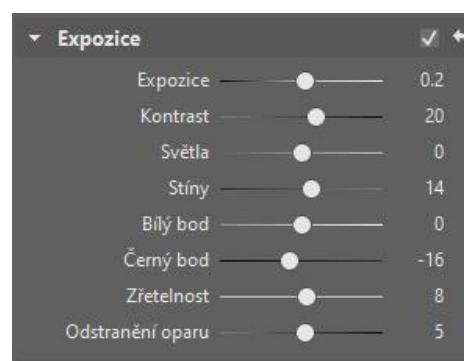 Expozice
Expozice 0.2
Kontrast 20
Světla 0
Stíny 14
Bílý bod 0
Černý bod -16
Zřetelnost 8
Odstranění oparu 5